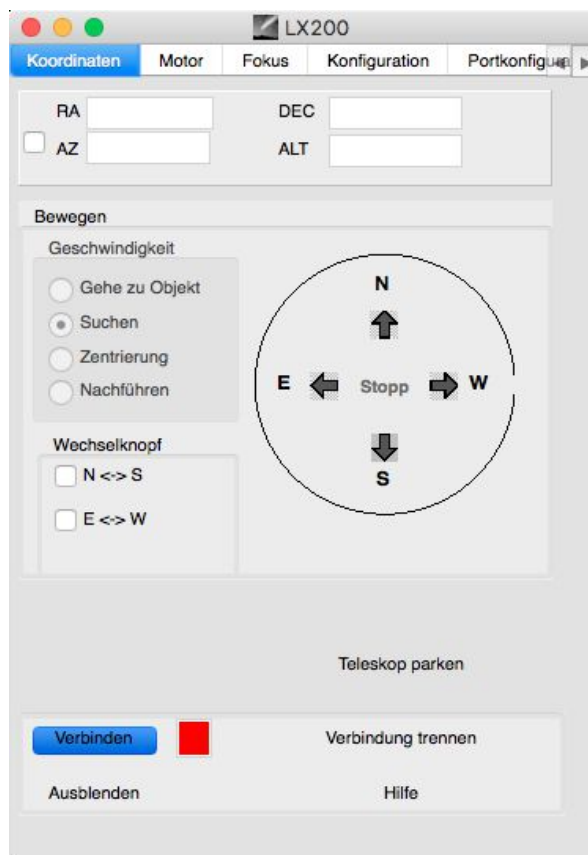 LX200
Koordinaten Motor Fokus Konfiguration Portkonfigura
RA DEC
AZ ALT
Bewegen
Geschwindigkeit
Gehe zu Objekt
Suchen
Zentrierung
Nachführen
N
E Stopp W
S
Wechselknopf
N <-> S
E <-> W
Teleskop parken
Verbinden Verbindung trennen
Ausblenden Hilfe